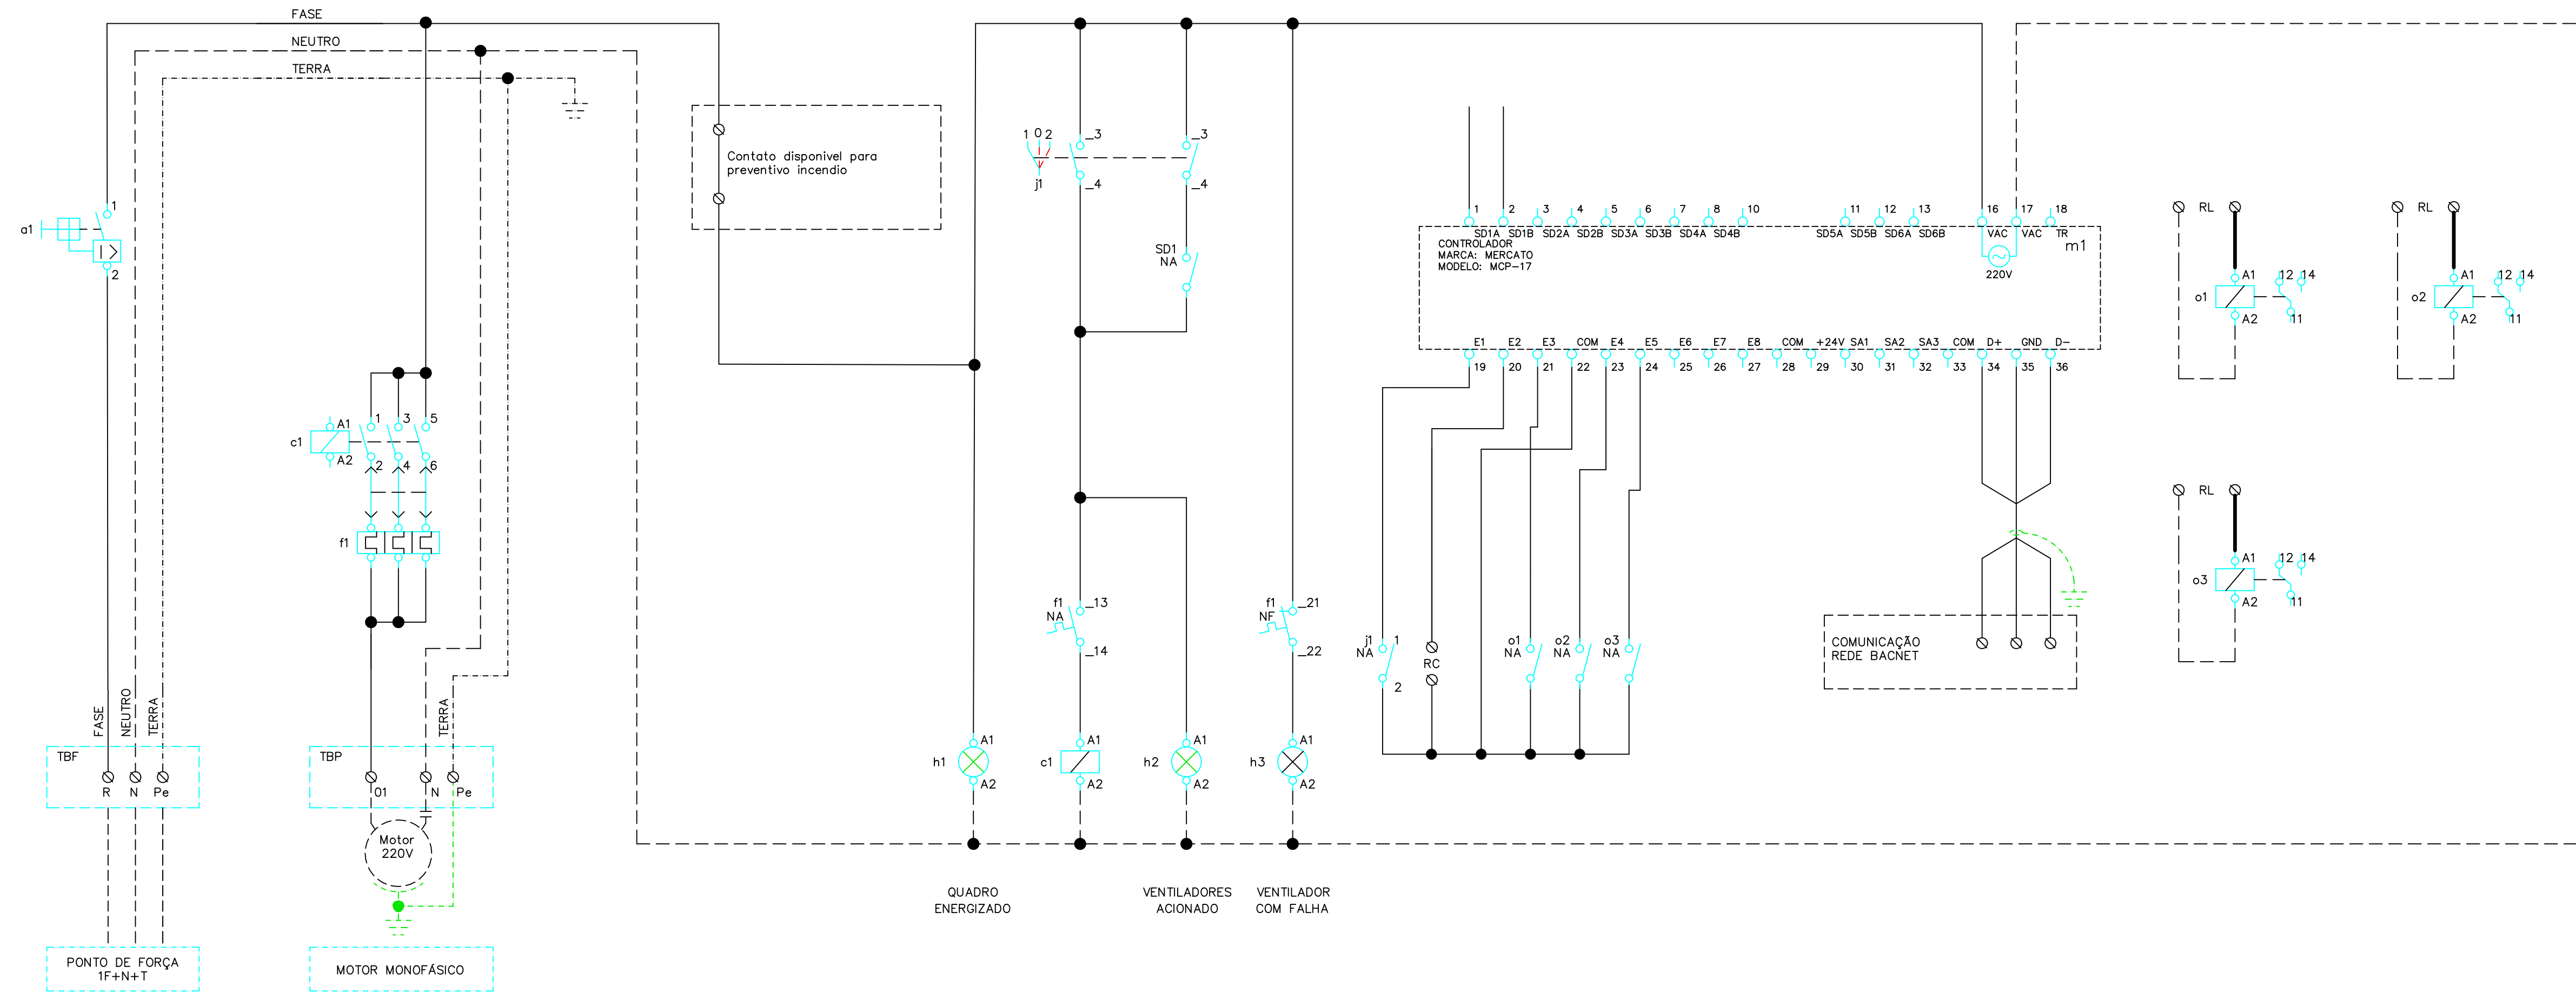 FASE
NEUTRO
TERRA
a1
1
2
FASE
NEUTRO
TERRA
TBF
R N Pe
PONTO DE FORÇA
1F+N+T
c1
A1
A2
1 3 5
2 4 6
f1
TERRA
TBP
01 N Pe
Motor
220V
MOTOR MONOFÁSICO
Contato disponivel para
preventivo incendio
1 0 2
j1
_3
_4
_3
_4
SD1
NA
f1
NA
_13
_14
f1
NF
_21
_22
h1
A1
A2
c1
A1
A2
h2
A1
A2
h3
A1
A2
QUADRO
ENERGIZADO
VENTILADORES
ACIONADO
VENTILADOR
COM FALHA
1 2 3 4 5 6 7 8 10 11 12 13 16 17 18
SD1A SD1B SD2A SD2B SD3A SD3B SD4A SD4B SD5A SD5B SD6A SD6B VAC VAC TR
CONTROLADOR
MARCA: MERCATO
MODELO: MCP-17
m1
220V
E1 E2 E3 COM E4 E5 E6 E7 E8 COM +24V SA1 SA2 SA3 COM D+ GND D-
19 20 21 22 23 24 25 26 27 28 29 30 31 32 33 34 35 36
j1
NA
1
2
RC
o1
NA
o2
NA
o3
NA
COMUNICAÇÃO
REDE BACNET
RL
o1
A1
A2
12 14
11
RL
o2
A1
A2
12 14
11
RL
o3
A1
A2
12 14
11